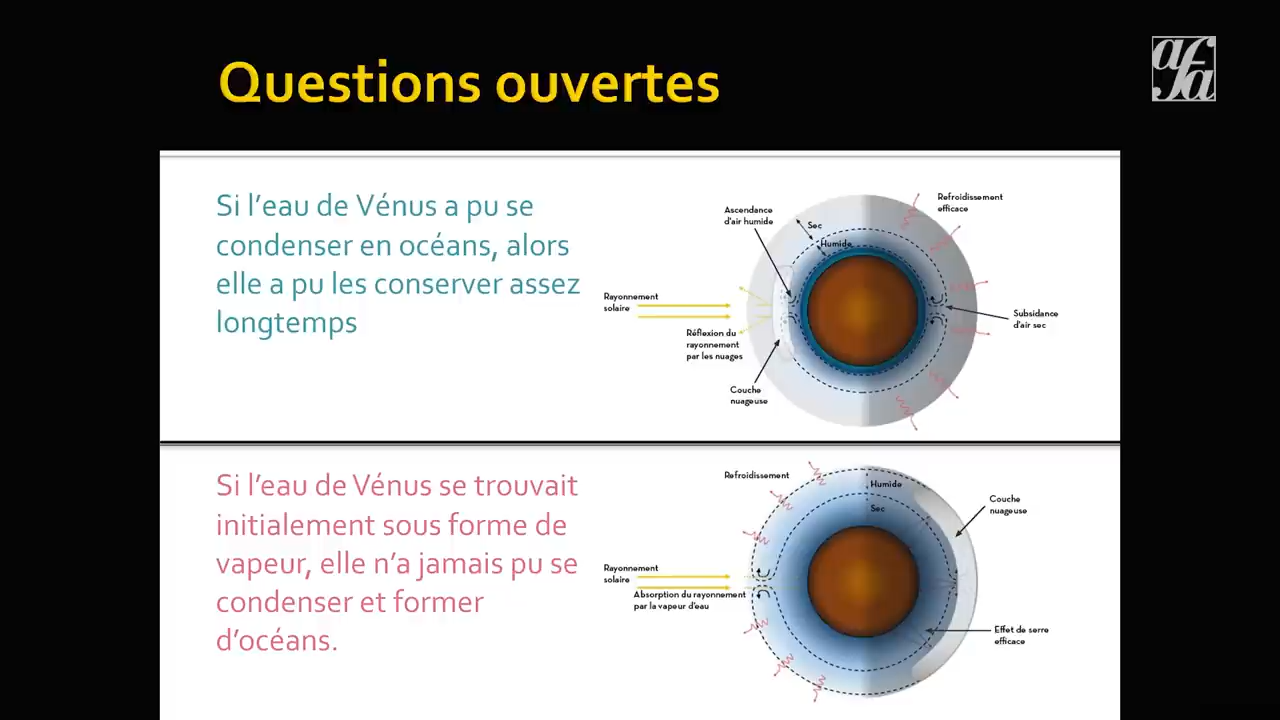 afa
Questions ouvertes
Si l'eau de Vénus a pu se
condenser en océans, alors
elle a pu les conserver assez
longtemps
Ascendance
d'air humide
Sec
Humide
Refroidissement
efficace
Rayonnement
solaire
Réflexion du
rayonnement
par les nuages
Couche
nuageuse
Subsidance
d'air sec
Si l'eau de Vénus se trouvait
initialement sous forme de
vapeur, elle n'a jamais pu se
condenser et former
d'océans.
Refroidissement
Humide
Sec
Couche
nuageuse
Rayonnement
solaire
Absorption du rayonnement
par la vapeur d'eau
Effet de serre
efficace